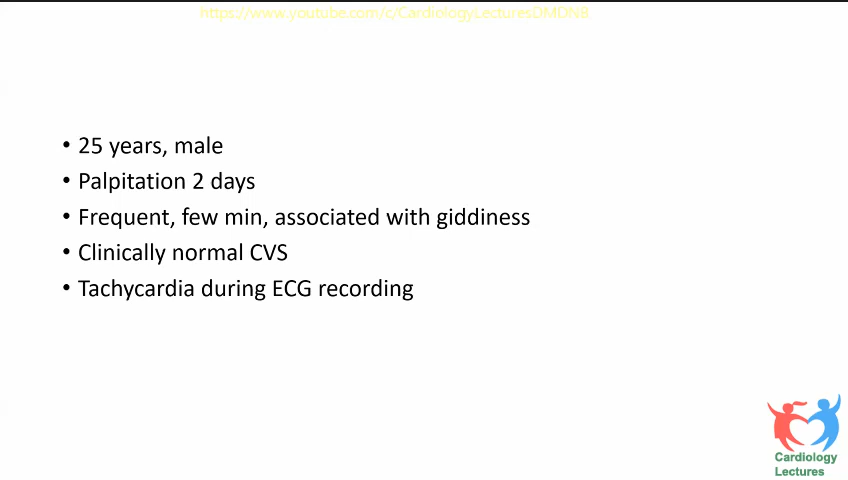 https://www.youtube.com/c/CardiologyLecturesDMDNB
• 25 years, male
• Palpitation 2 days
• Frequent, few min, associated with giddiness
• Clinically normal CVS
• Tachycardia during ECG recording
Cardiology
Lectures